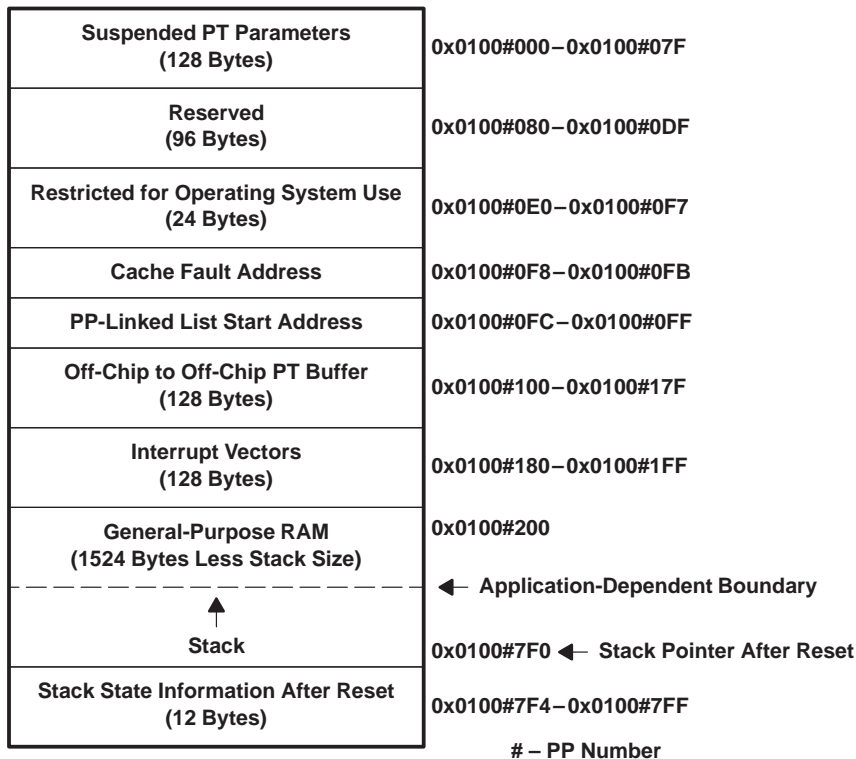 Suspended PT Parameters
(128 Bytes)
0x0100#000–0x0100#07F
Reserved
(96 Bytes)
0x0100#080–0x0100#0DF
Restricted for Operating System Use
(24 Bytes)
0x0100#0E0–0x0100#0F7
Cache Fault Address
0x0100#0F8–0x0100#0FB
PP-Linked List Start Address
0x0100#0FC–0x0100#0FF
Off-Chip to Off-Chip PT Buffer
(128 Bytes)
0x0100#100–0x0100#17F
Interrupt Vectors
(128 Bytes)
0x0100#180–0x0100#1FF
General-Purpose RAM
(1524 Bytes Less Stack Size)
0x0100#200
Application-Dependent Boundary
Stack
0x0100#7F0
Stack Pointer After Reset
Stack State Information After Reset
(12 Bytes)
0x0100#7F4–0x0100#7FF
# – PP Number